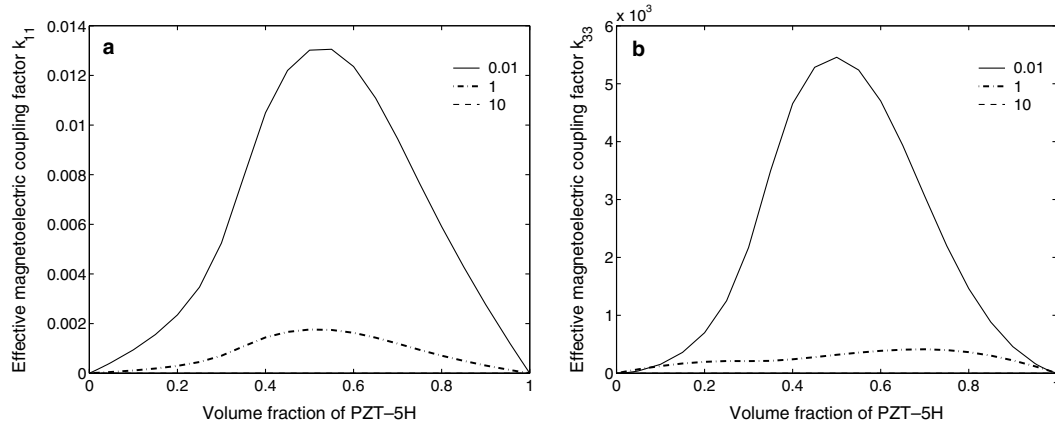 a
Effective magnetoelectric coupling factor k11
0.014
0.012
0.01
0.008
0.006
0.004
0.002
0
0 0.2 0.4 0.6 0.8 1
Volume fraction of PZT–5H
0.01
1
10
b
x 10³
Effective magnetoelectric coupling factor k33
6
5
4
3
2
1
0
0 0.2 0.4 0.6 0.8 1
Volume fraction of PZT–5H
0.01
1
10